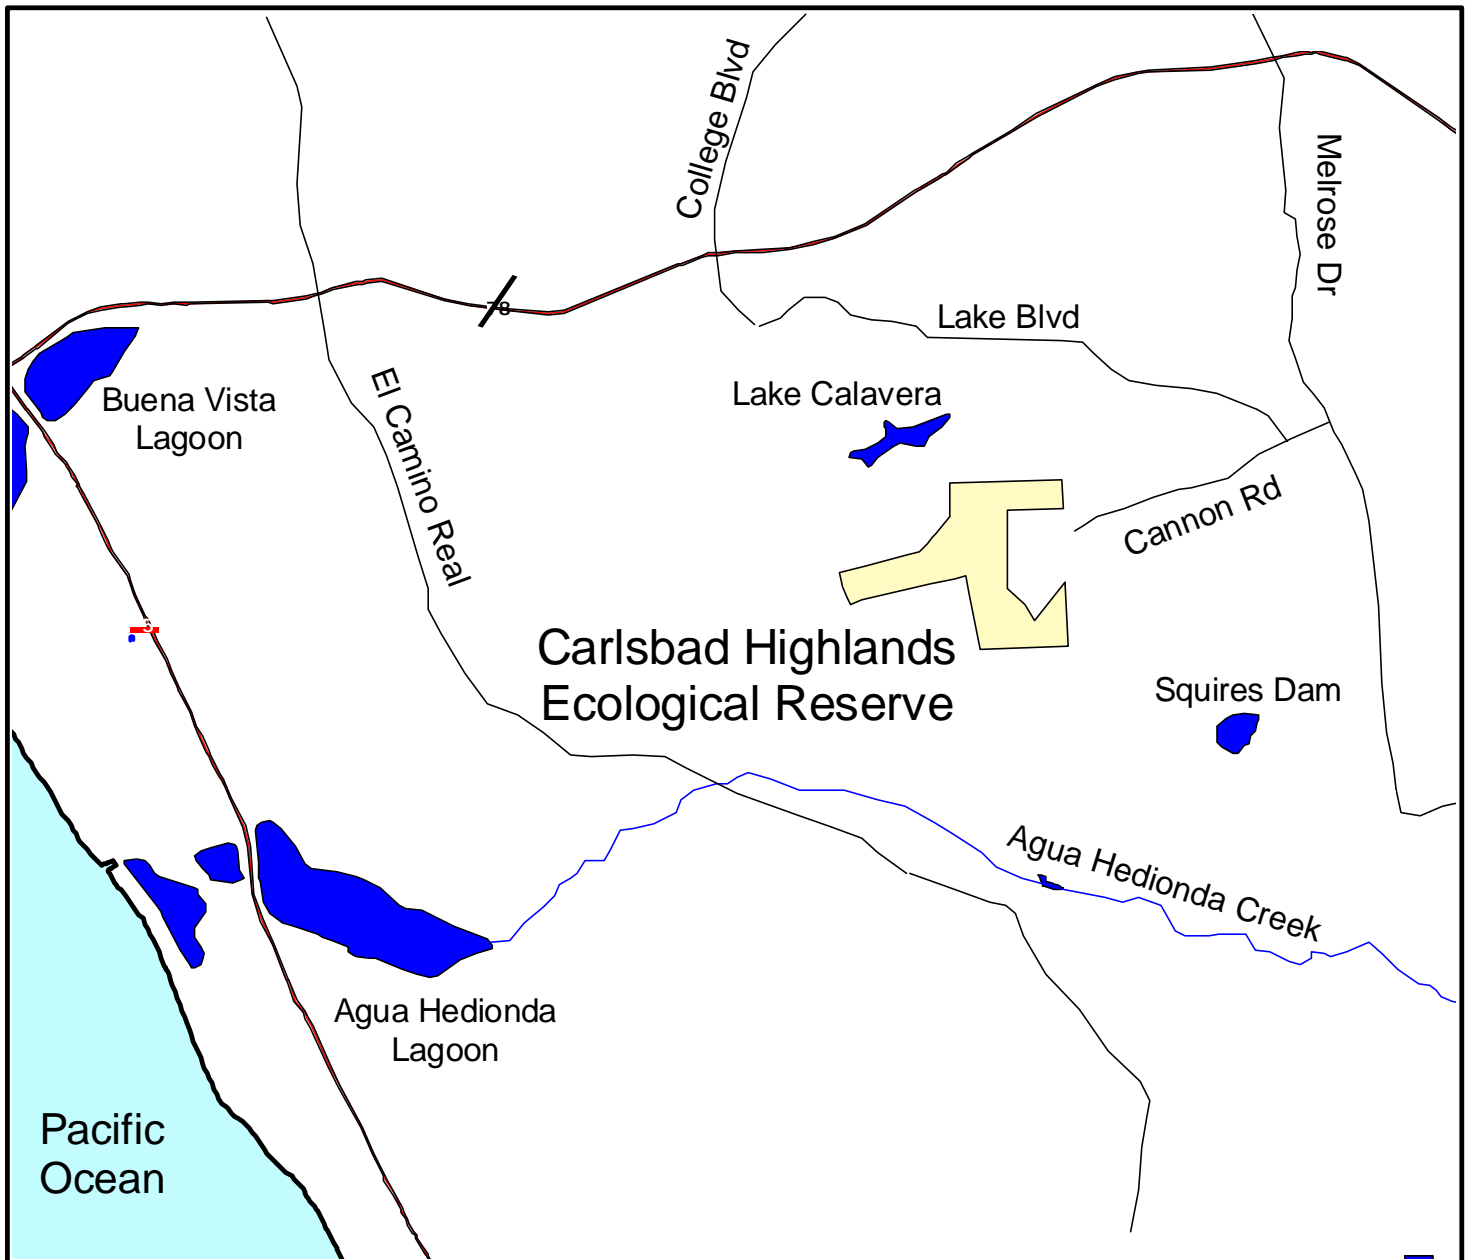 College Blvd
Melrose Dr
78
Lake Blvd
Buena Vista
Lagoon
El Camino Real
Lake Calavera
Cannon Rd
5
Carlsbad Highlands
Ecological Reserve
Squires Dam
Agua Hedionda Creek
Agua Hedionda
Lagoon
Pacific
Ocean